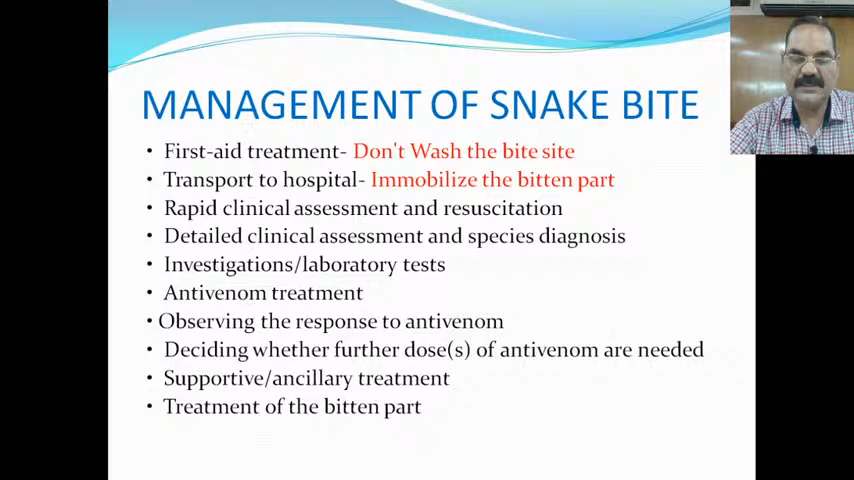 MANAGEMENT OF SNAKE BITE
• First-aid treatment- Don't Wash the bite site
• Transport to hospital- Immobilize the bitten part
• Rapid clinical assessment and resuscitation
• Detailed clinical assessment and species diagnosis
• Investigations/laboratory tests
• Antivenom treatment
• Observing the response to antivenom
• Deciding whether further dose(s) of antivenom are needed
• Supportive/ancillary treatment
• Treatment of the bitten part